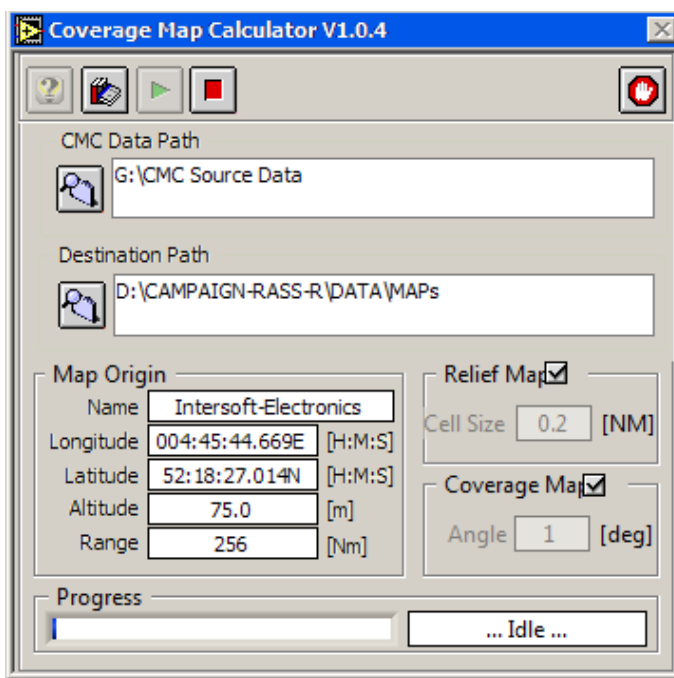 Coverage Map Calculator V1.0.4
CMC Data Path
G:\CMC Source Data
Destination Path
D:\CAMPAIGN-RASS-R\DATA\MAPs
Map Origin
Name Intersoft-Electronics
Longitude 004:45:44.669E [H:M:S]
Latitude 52:18:27.014N [H:M:S]
Altitude 75.0 [m]
Range 256 [Nm]
Relief Map
Cell Size 0.2 [NM]
Coverage Map
Angle 1 [deg]
Progress
... Idle ...